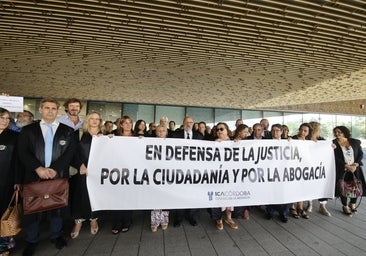 EN DEFENSA DE LA JUSTICIA,
POR LA CIUDADANÍA Y POR LA ABOGACÍA
ICACÓRDOBA